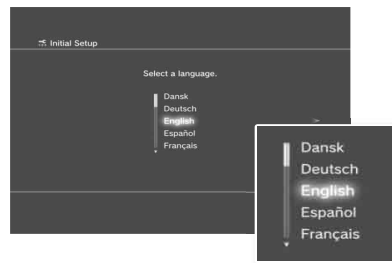 Initial Setup
Select a language.
Dansk
Deutsch
English
Español
Français
Dansk
Deutsch
English
Español
Français